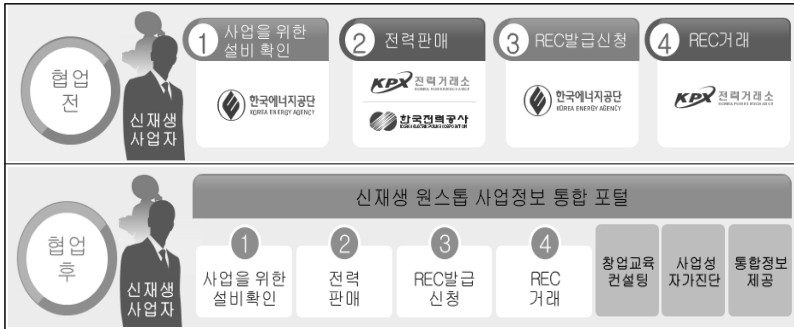 협업
전
신재생
사업자
1 사업을 위한
설비 확인
한국에너지공단
KOREA ENERGY AGENCY
2 전력판매
KPX 전력거래소
한국전력공사
3 REC발급신청
한국에너지공단
KOREA ENERGY AGENCY
4 REC거래
KPX 전력거래소
협업
후
신재생
사업자
신재생 원스톱 사업정보 통합 포털
1
사업을 위한
설비확인
2
전력
판매
3
REC발급
신청
4
REC
거래
창업교육
컨설팅
사업성
자가진단
통합정보
제공